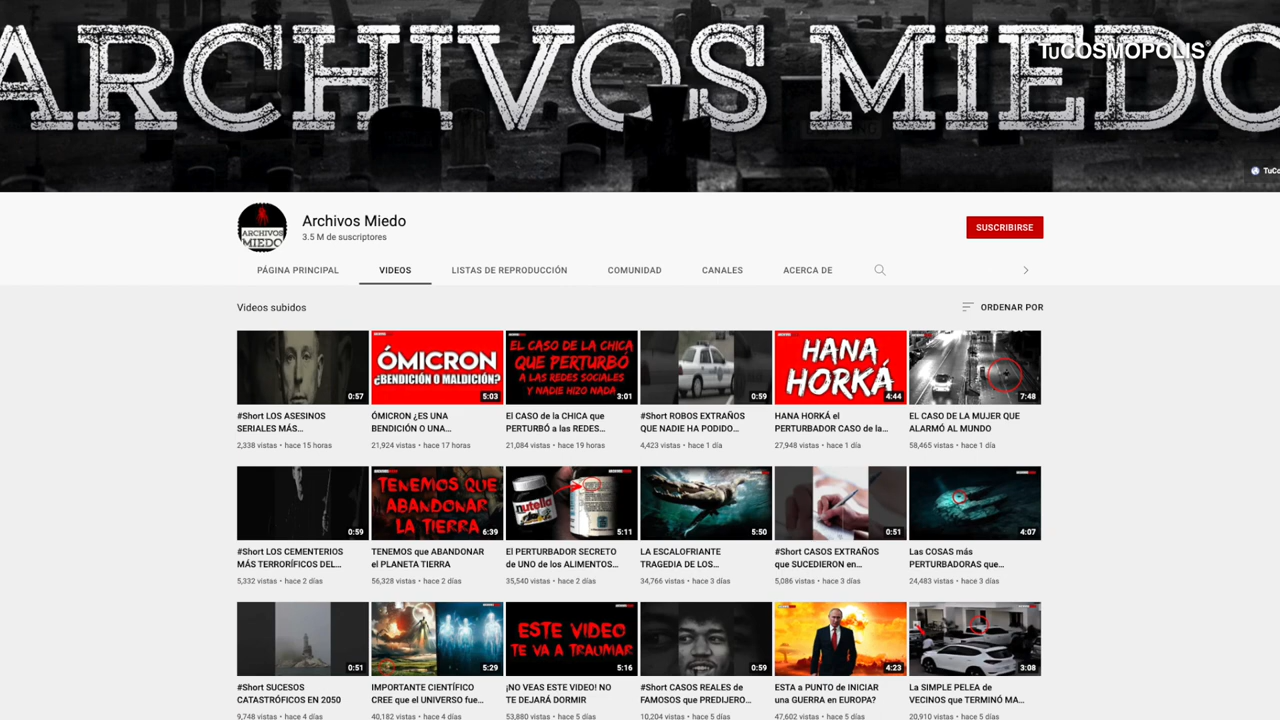 ARCHIVOS MIEDO
TuCOSMOPOLIS®
TuCo
ARCHIVOS
MIEDO
Archivos Miedo
3.5 M de suscriptores
SUSCRIBIRSE
PÁGINA PRINCIPAL
VIDEOS
LISTAS DE REPRODUCCIÓN
COMUNIDAD
CANALES
ACERCA DE
Videos subidos
ORDENAR POR
0:57
ÓMICRON
¿BENDICIÓN O MALDICIÓN?
5:03
EL CASO DE LA CHICA
QUE PERTURBÓ
A LAS REDES SOCIALES
Y NADIE HIZO NADA
3:01
0:59
HANA
HORKÁ
4:44
7:48
#Short LOS ASESINOS
SERIALES MÁS...
2,338 vistas • hace 15 horas
ÓMICRON ¿ES UNA
BENDICIÓN O UNA...
21,924 vistas • hace 17 horas
El CASO de la CHICA que
PERTURBÓ a las REDES...
21,084 vistas • hace 19 horas
#Short ROBOS EXTRAÑOS
QUE NADIE HA PODIDO...
4,423 vistas • hace 1 día
HANA HORKÁ el
PERTURBADOR CASO de la...
27,948 vistas • hace 1 día
EL CASO DE LA MUJER QUE
ALARMÓ AL MUNDO
58,465 vistas • hace 1 día
0:59
TENEMOS QUE
ABANDONAR
LA TIERRA
6:39
nutella
5:11
5:50
0:51
4:07
#Short LOS CEMENTERIOS
MÁS TERRORÍFICOS DEL...
5,332 vistas • hace 2 días
TENEMOS que ABANDONAR
el PLANETA TIERRA
56,328 vistas • hace 2 días
El PERTURBADOR SECRETO
de UNO de los ALIMENTOS...
35,540 vistas • hace 2 días
LA ESCALOFRIANTE
TRAGEDIA DE LOS...
34,766 vistas • hace 3 días
#Short CASOS EXTRAÑOS
que SUCEDIERON en...
5,086 vistas • hace 3 días
Las COSAS más
PERTURBADORAS que...
24,483 vistas • hace 3 días
0:51
5:29
ESTE VIDEO
TE VA A TRAUMAR
5:16
0:59
4:23
3:08
#Short SUCESOS
CATASTRÓFICOS EN 2050
9,748 vistas • hace 4 días
IMPORTANTE CIENTÍFICO
CREE que el UNIVERSO fue...
40,182 vistas • hace 4 días
¡NO VEAS ESTE VIDEO! NO
TE DEJARÁ DORMIR
53,880 vistas • hace 5 días
#Short CASOS REALES de
FAMOSOS que PREDIJERO...
10,204 vistas • hace 5 días
ESTA a PUNTO de INICIAR
una GUERRA en EUROPA?
47,602 vistas • hace 5 días
La SIMPLE PELEA de
VECINOS que TERMINÓ MA...
20,910 vistas • hace 5 días